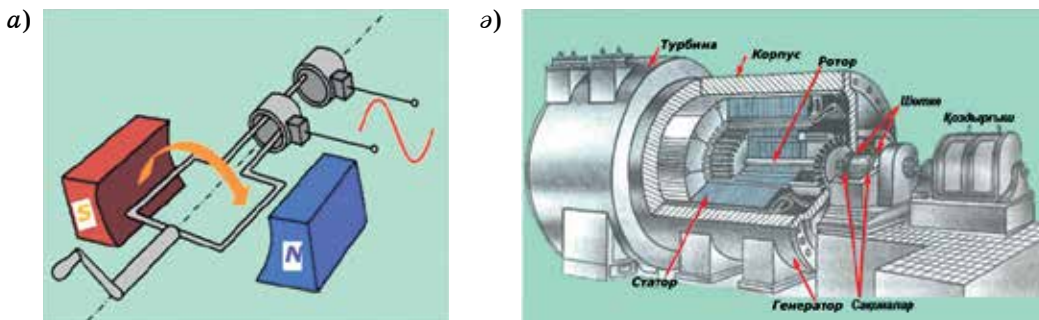 а)
S
N
ә)
Турбина
Корпус
Ротор
Щетка
Қоздырғыш
Статор
Генератор
Сақиналар